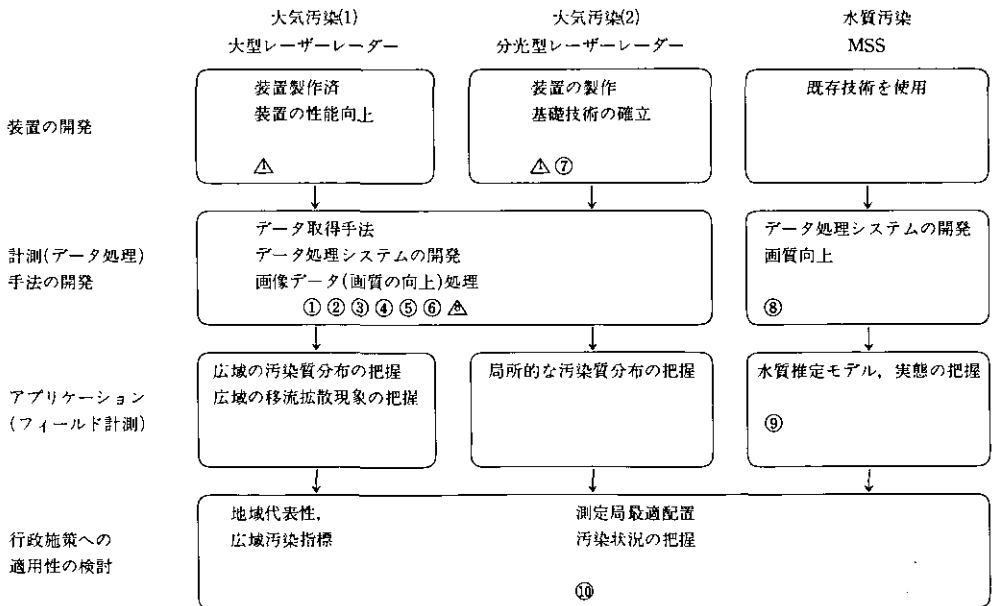 大気汚染(1)
大気汚染(2)
水質汚染
大型レーザーレーダー
分光型レーザーレーダー
MSS
装置の開発
装置製作済
装置の性能向上
装置の製作
基礎技術の確立
⑦
既存技術を使用
計測(データ処理)
手法の開発
データ取得手法
データ処理システムの開発
画像データ(画質の向上)処理
① ② ③ ④ ⑤ ⑥
データ処理システムの開発
画質向上
⑧
アプリケーション
(フィールド計測)
広域の汚染質分布の把握
広域の移流拡散現象の把握
局所的な汚染質分布の把握
水質推定モデル，実態の把握
⑨
行政施策への
適用性の検討
地域代表性，
広域汚染指標
測定局最適配置
汚染状況の把握
⑩